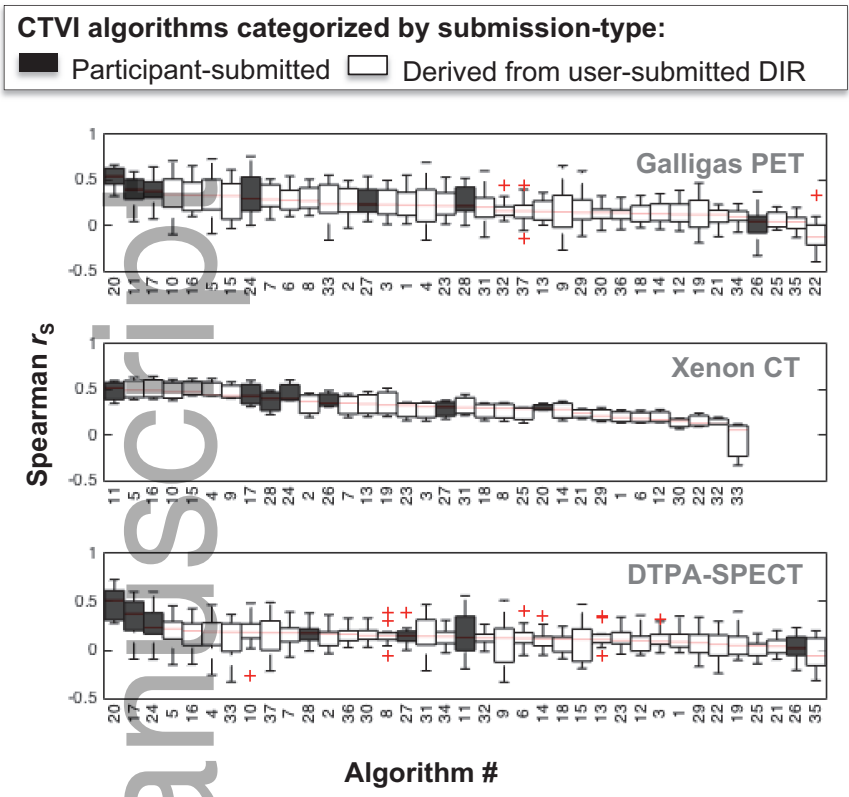 CTVI algorithms categorized by submission-type:
Participant-submitted Derived from user-submitted DIR
Galligas PET
1
0.5
0
-0.5
20 11 17 10 16 5 15 24 7 6 8 33 2 27 3 1 4 23 28 31 32 37 13 9 29 30 36 18 14 12 19 21 34 26 25 35 22
Spearman rs
Xenon CT
1
0.5
0
-0.5
11 5 16 10 15 4 9 17 28 24 2 26 7 13 19 23 3 27 31 18 8 25 20 14 21 29 1 6 12 30 22 32 33
DTPA-SPECT
1
0.5
0
-0.5
20 17 24 5 16 4 33 10 37 7 28 2 36 30 8 27 31 34 11 32 9 6 14 18 15 13 23 12 3 1 29 22 19 25 21 26 35
Algorithm #
anuscrip